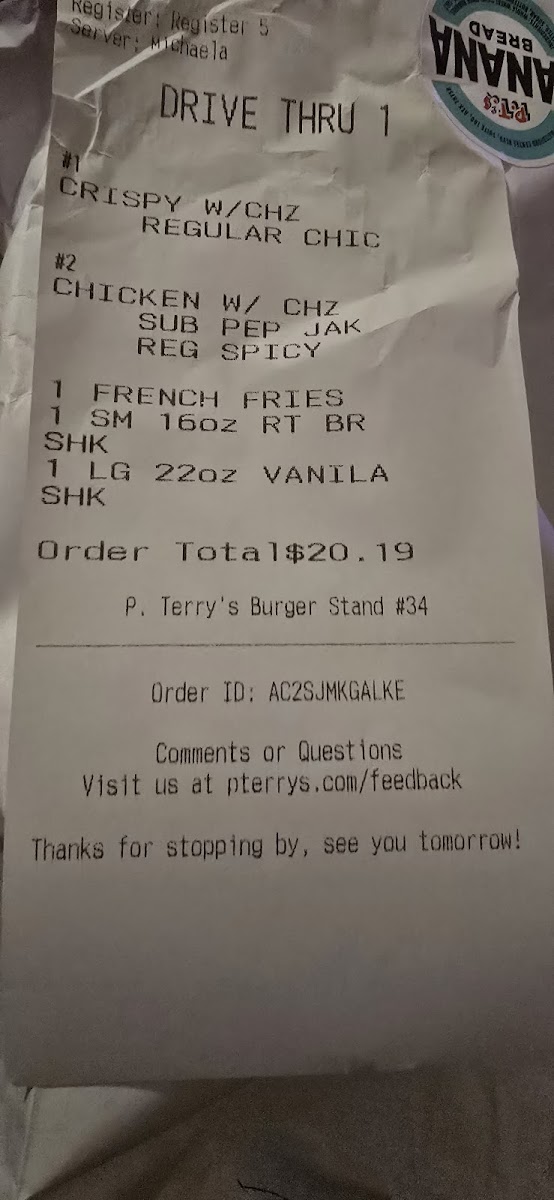 Register: Register 5
Server: Michaela
BANANA
BREAD
P.T's
DRIVE THRU 1
#1
CRISPY W/CHZ
REGULAR CHIC
#2
CHICKEN W/ CHZ
SUB PEP JAK
REG SPICY
1 FRENCH FRIES
1 SM 16oz RT BR
SHK
1 LG 22oz VANILA
SHK
Order Total$20.19
P. Terry's Burger Stand #34
Order ID: AC2SJMKGALKE
Comments or Questions
Visit us at pterrys.com/feedback
Thanks for stopping by, see you tomorrow!